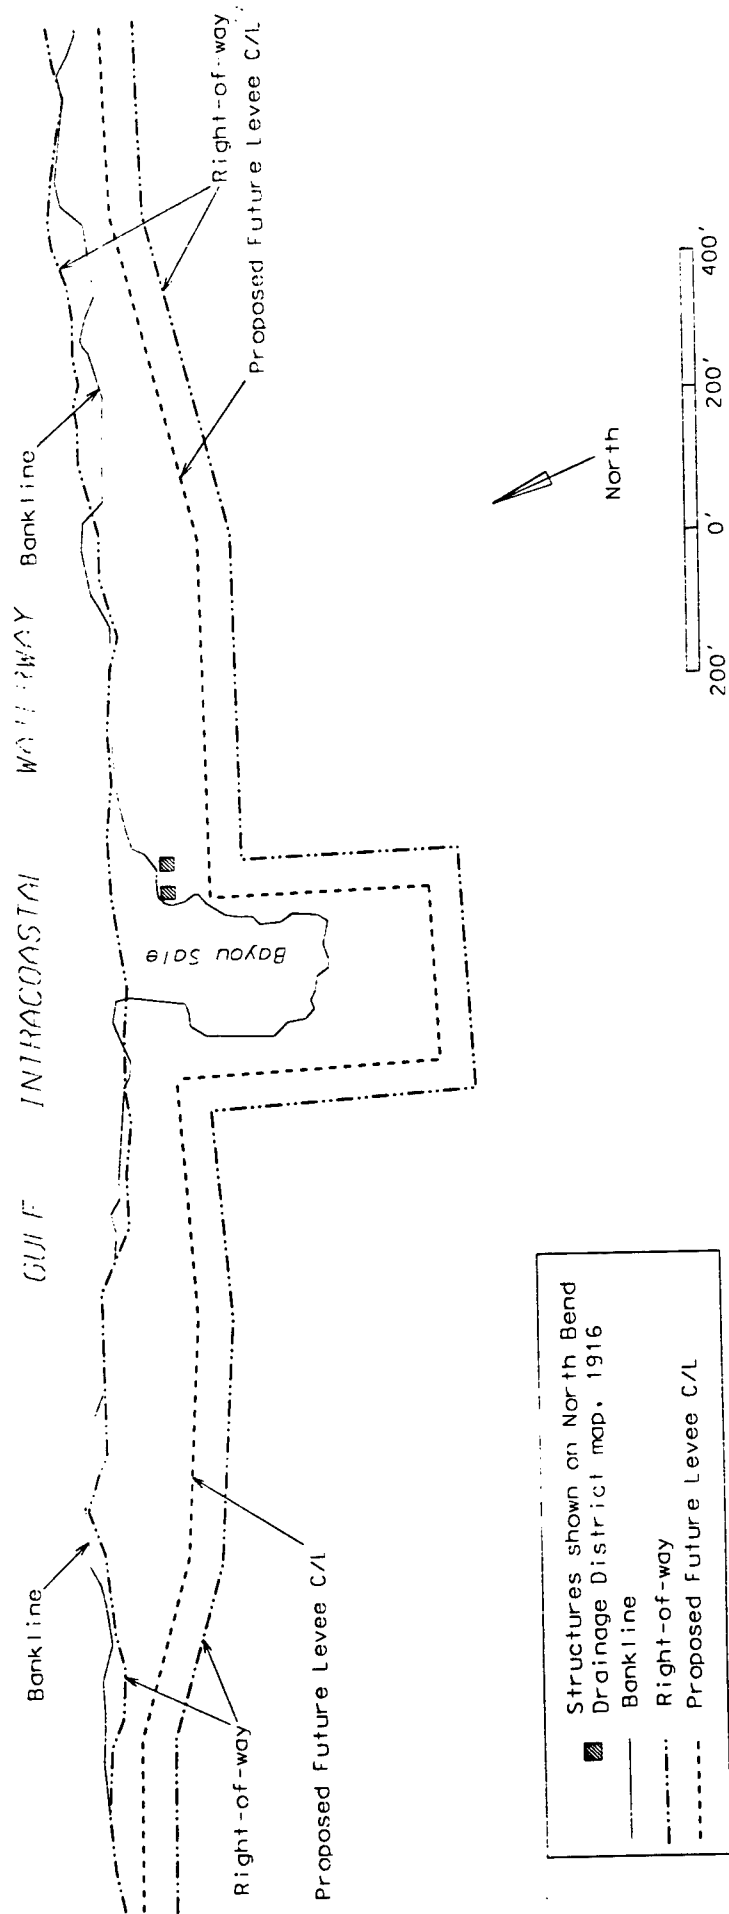 GULF INTRACOASTAL WATERWAY
Bankline
Right-of-way
Proposed Future Levee C/L
Bankline
Bayou Sale
Right-of-way
Proposed Future Levee C/L
North
200' 0' 200' 400'
Structures shown on North Bend
Drainage District map, 1916
Bankline
Right-of-way
Proposed Future Levee C/L